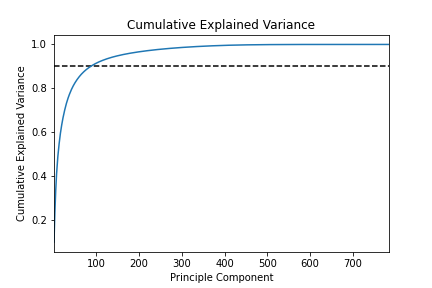 Cumulative Explained Variance
Cumulative Explained Variance
1.0
0.8
0.6
0.4
0.2
100 200 300 400 500 600 700
Principle Component